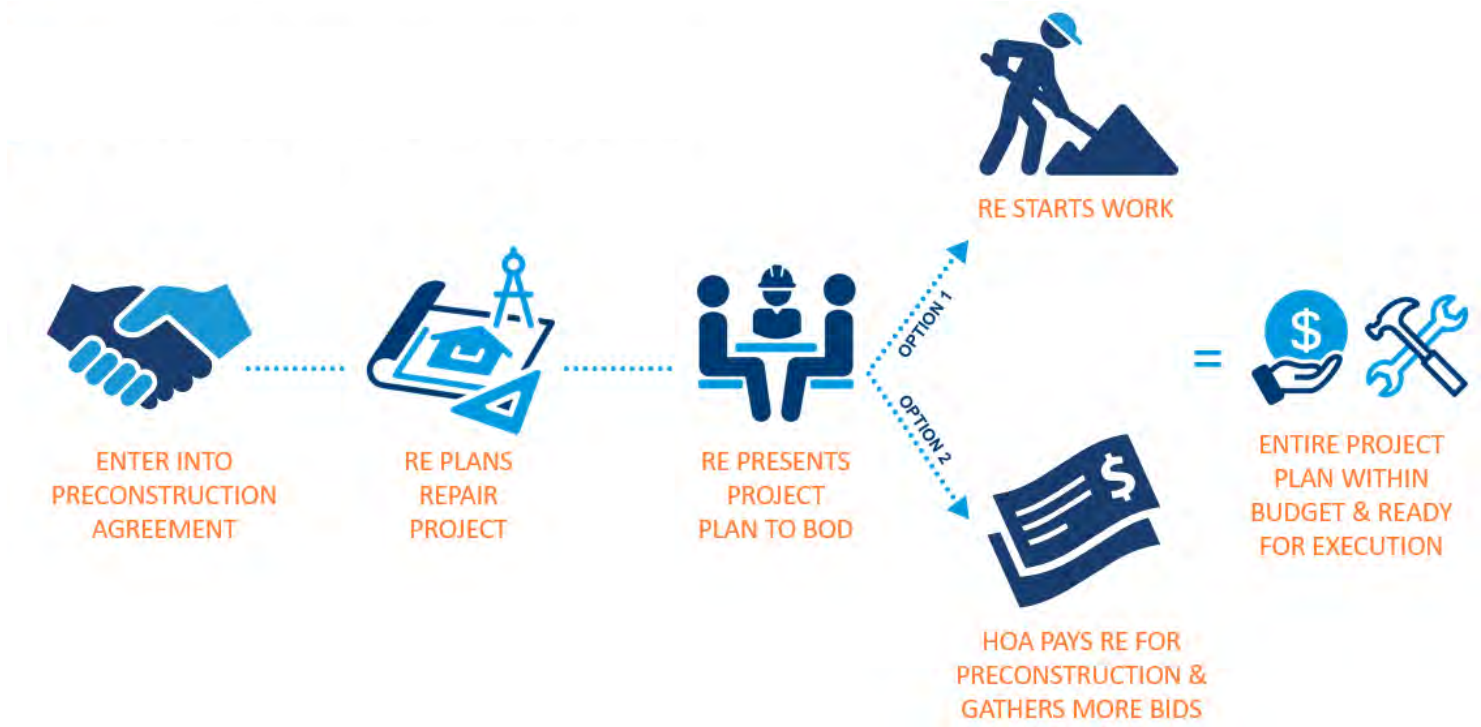 RE STARTS WORK
OPTION 1
OPTION 2
$
=
$
ENTER INTO
PRECONSTRUCTION
AGREEMENT
RE PLANS
REPAIR
PROJECT
RE PRESENTS
PROJECT
PLAN TO BOD
HOA PAYS RE FOR
PRECONSTRUCTION &
GATHERS MORE BIDS
ENTIRE PROJECT
PLAN WITHIN
BUDGET & READY
FOR EXECUTION